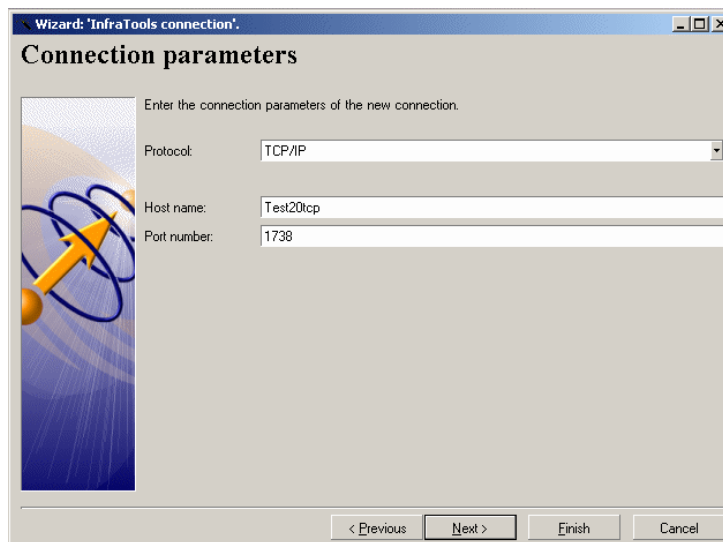 Wizard: 'InfraTools connection'.
Connection parameters
Enter the connection parameters of the new connection.
Protocol: TCP/IP
Host name: Test20tcp
Port number: 1738
< Previous Next > Finish Cancel